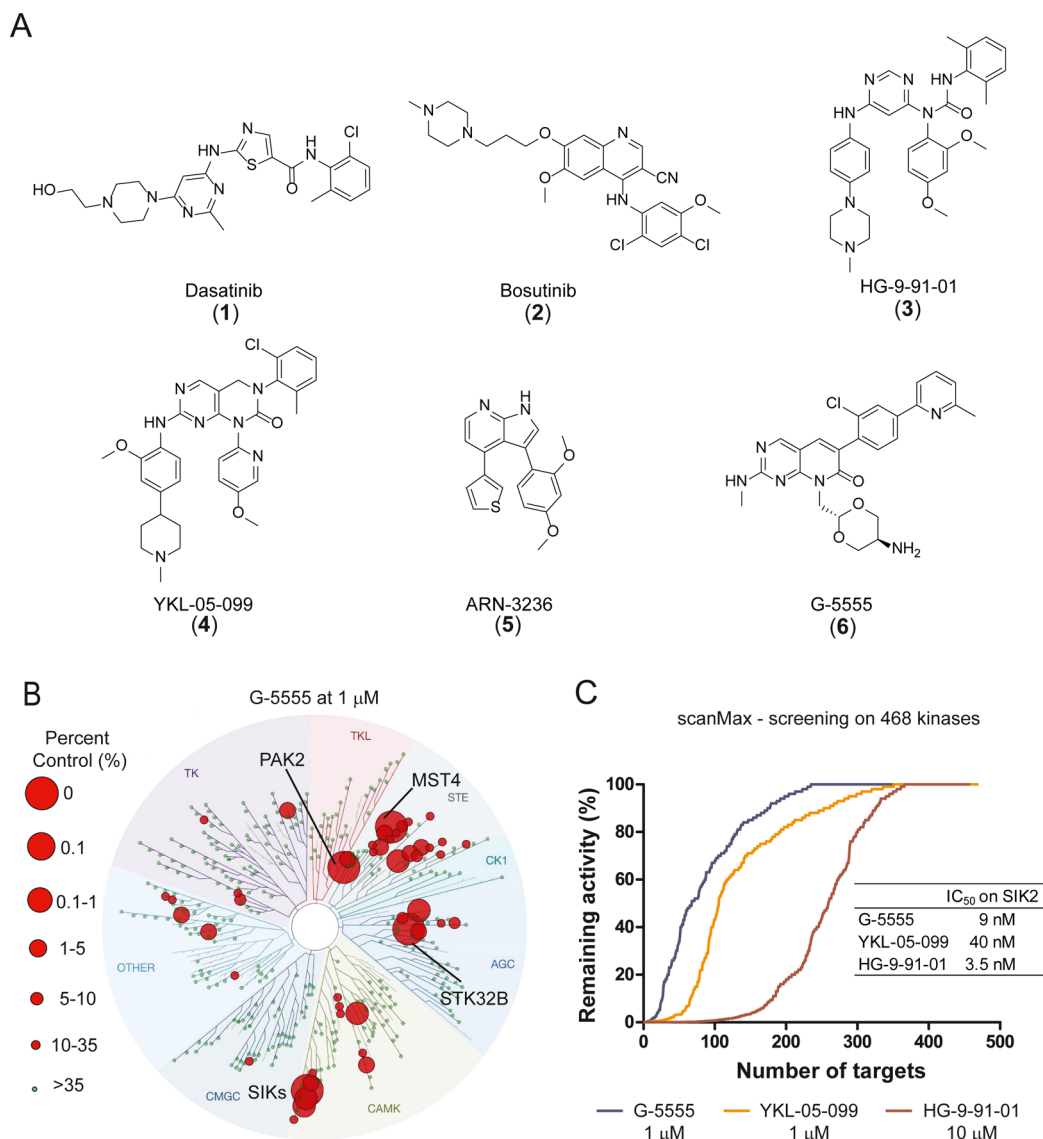 A
Dasatinib
(1)
Bosutinib
(2)
HG-9-91-01
(3)
YKL-05-099
(4)
ARN-3236
(5)
G-5555
(6)
B
G-5555 at 1 μM
Percent
Control (%)
0
0.1
0.1-1
1-5
5-10
10-35
>35
TK
TKL
STE
CK1
AGC
CAMK
CMGC
OTHER
PAK2
MST4
STK32B
SIKs
C
scanMax - screening on 468 kinases
Remaining activity (%)
100
80
60
40
20
0
0 100 200 300 400 500
Number of targets
IC50 on SIK2
G-5555 9 nM
YKL-05-099 40 nM
HG-9-91-01 3.5 nM
G-5555 YKL-05-099 HG-9-91-01
1 μM 1 μM 10 μM